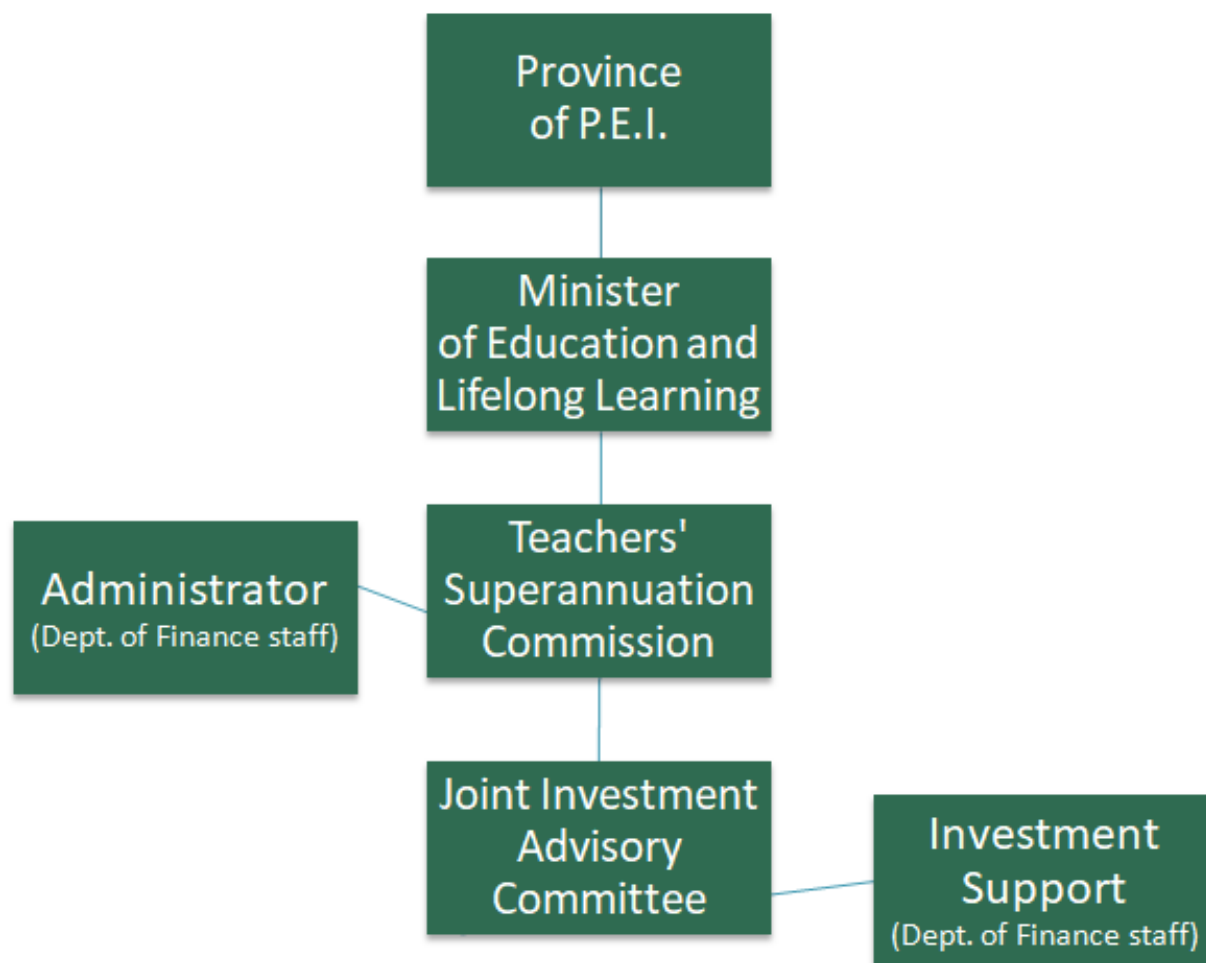 Province
of P.E.I.
Minister
of Education and
Lifelong Learning
Teachers'
Superannuation
Commission
Administrator
(Dept. of Finance staff)
Joint Investment
Advisory
Committee
Investment
Support
(Dept. of Finance staff)